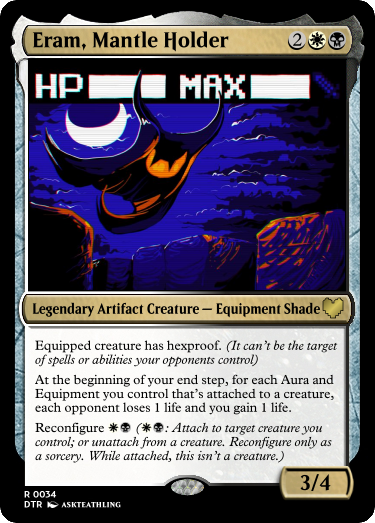 Eram, Mantle Holder 2
HP MAX
Legendary Artifact Creature — Equipment Shade
Equipped creature has hexproof. (It can't be the target
of spells or abilities your opponents control)
At the beginning of your end step, for each Aura and
Equipment you control that's attached to a creature,
each opponent loses 1 life and you gain 1 life.
Reconfigure (: Attach to target creature you
control; or unattach from a creature. Reconfigure only as
a sorcery. While attached, this isn't a creature.)
3/4
R 0034
DTR ASKTEATHLING